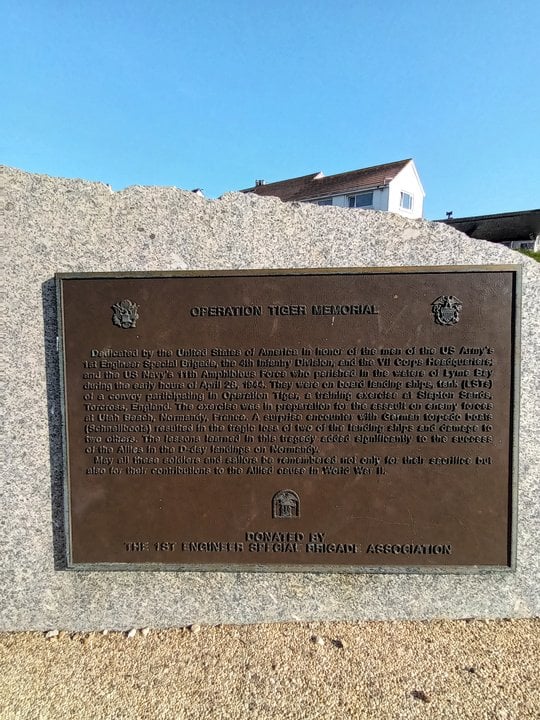 OPERATION TIGER MEMORIAL
Dedicated by the United States of America in honor of the men of the US Army's
1st Engineer Special Brigade, the 4th Infantry Division, and the VII Corps Headquarters;
and the US Navy's 11th Amphibious Force who perished in the waters of Lyme Bay
during the early hours of April 28, 1944. They were on board landing ships, tank (LSTs)
of a convoy participating in Operation Tiger, a training exercise at Slapton Sands,
Torcross, England. The exercise was in preparation for the assault on enemy forces
at Utah Beach, Normandy, France. A surprise encounter with German torpedo boats
(Schnellboots) resulted in the tragic loss of two of the landing ships and damage to
two others. The lessons learned in this tragedy added significantly to the success
of the Allies in the D-day landings on Normandy.
May all these soldiers and sailors be remembered not only for their sacrifice but
also for their contributions to the Allied cause in World War II.
DONATED BY
THE 1ST ENGINEER SPECIAL BRIGADE ASSOCIATION